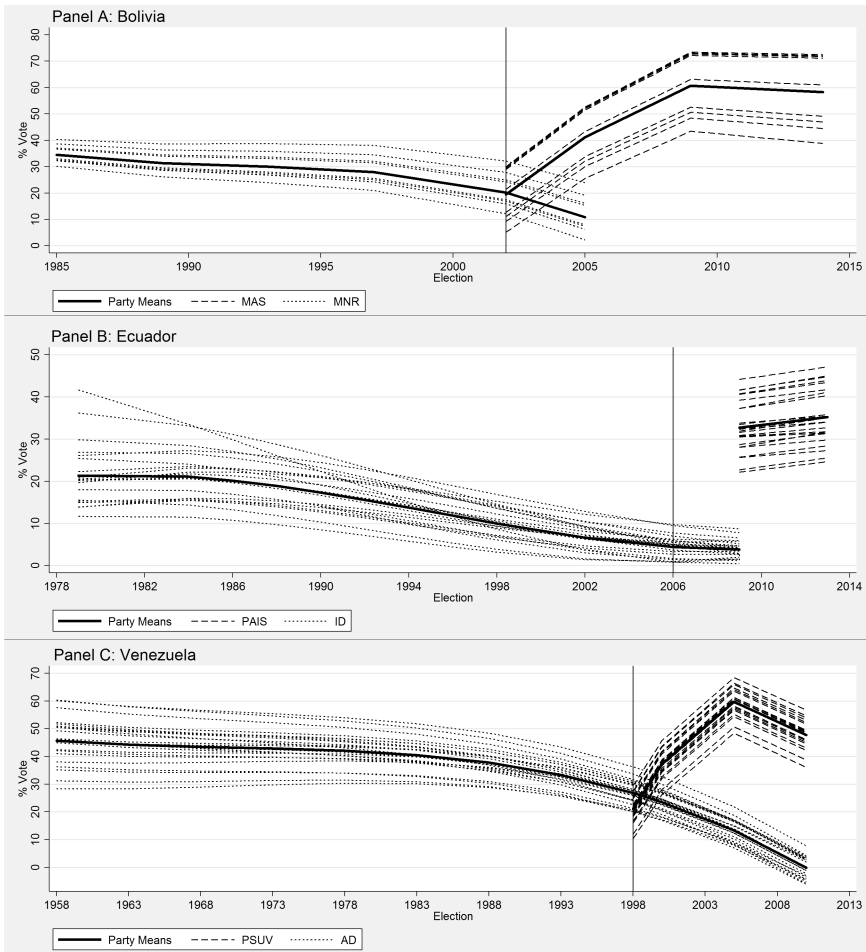 Panel A: Bolivia
80
70
60
50
40
30
20
10
0
% Vote
1985 1990 1995 2000 2005 2010 2015
Election
Party Means MAS MNR
Panel B: Ecuador
50
40
30
20
10
0
% Vote
1978 1982 1986 1990 1994 1998 2002 2006 2010 2014
Election
Party Means PAIS ID
Panel C: Venezuela
70
60
50
40
30
20
10
0
% Vote
1958 1963 1968 1973 1978 1983 1988 1993 1998 2003 2008 2013
Election
Party Means PSUV AD